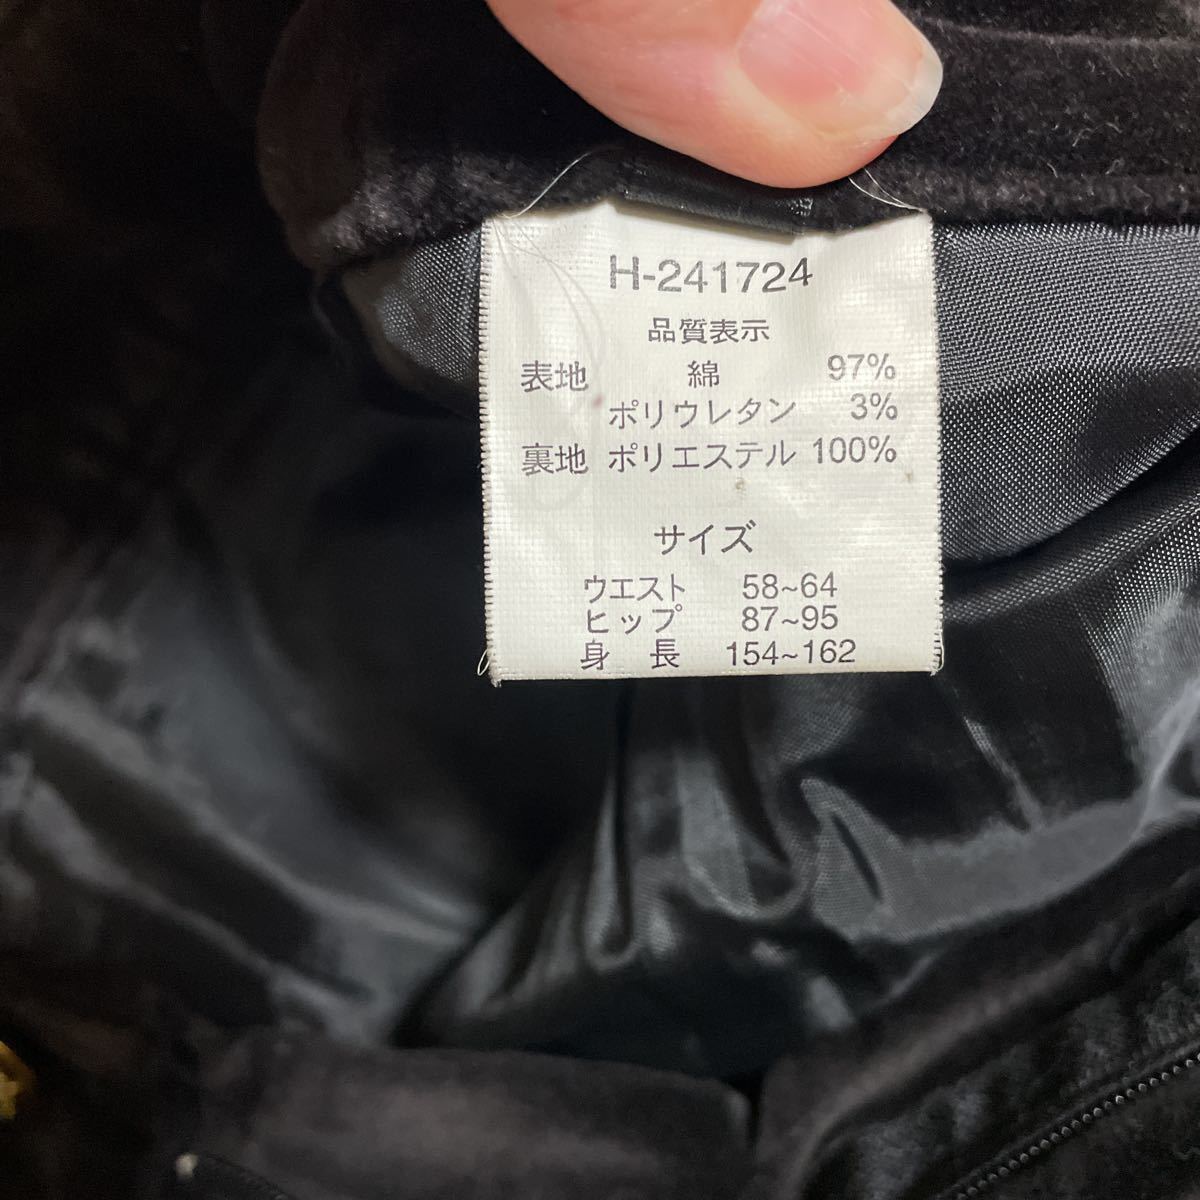 H-241724
品質表示
表地 綿 97%
ポリウレタン 3%
裏地 ポリエステル 100%
サイズ
ウエスト 58~64
ヒップ 87~95
身 長 154~162